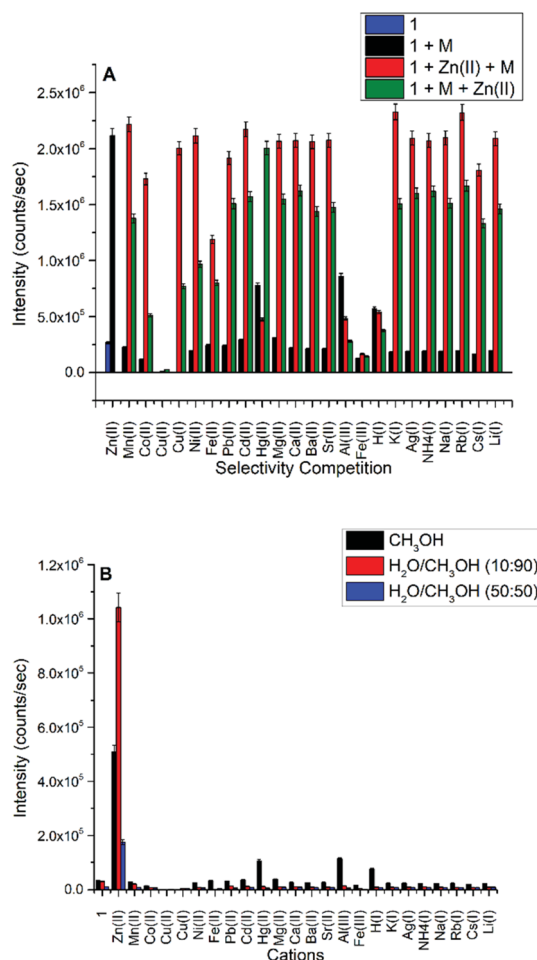 1
1 + M
1 + Zn(II) + M
1 + M + Zn(II)
A
Intensity (counts/sec)
2.5x10⁶
2.0x10⁶
1.5x10⁶
1.0x10⁶
5.0x10⁵
0.0
Zn(II) Mn(II) Co(II) Cu(II) Cu(I) Ni(II) Fe(II) Pb(II) Cd(II) Hg(II) Mg(II) Ca(II) Ba(II) Sr(II) Al(III) Fe(III) H(I) K(I) Ag(I) NH4(I) Na(I) Rb(I) Cs(I) Li(I)
Selectivity Competition
CH₃OH
H₂O/CH₃OH (10:90)
H₂O/CH₃OH (50:50)
B
Intensity (counts/sec)
1.2x10⁶
1.0x10⁶
8.0x10⁵
6.0x10⁵
4.0x10⁵
2.0x10⁵
0.0
1 Zn(II) Mn(II) Co(II) Cu(II) Cu(I) Ni(II) Fe(II) Pb(II) Cd(II) Hg(II) Mg(II) Ca(II) Ba(II) Sr(II) Al(III) Fe(III) H(I) K(I) Ag(I) NH4(I) Na(I) Rb(I) Cs(I) Li(I)
Cations